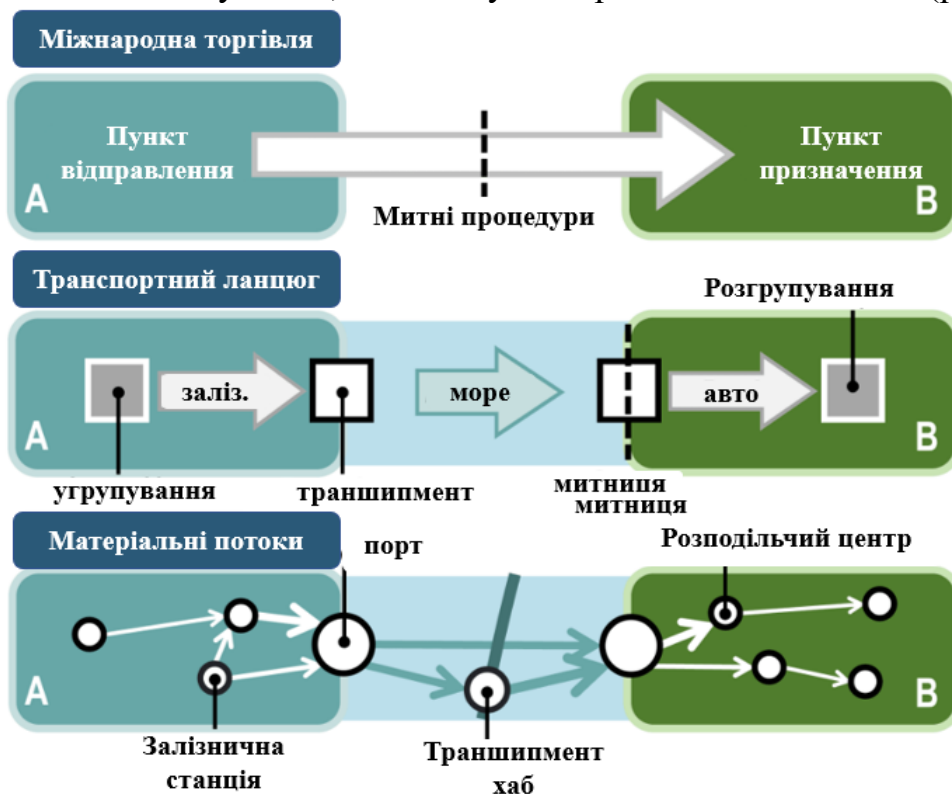 Міжнародна торгівля
Пункт
відправлення
A
Пункт
призначення
B
Митні процедури
Транспортний ланцюг
Розгрупування
заліз.
море
авто
A
B
угрупування
траншипмент
митниця
митниця
Матеріальні потоки
порт
Розподільчий центр
A
B
Залізнична
станція
Траншипмент
хаб